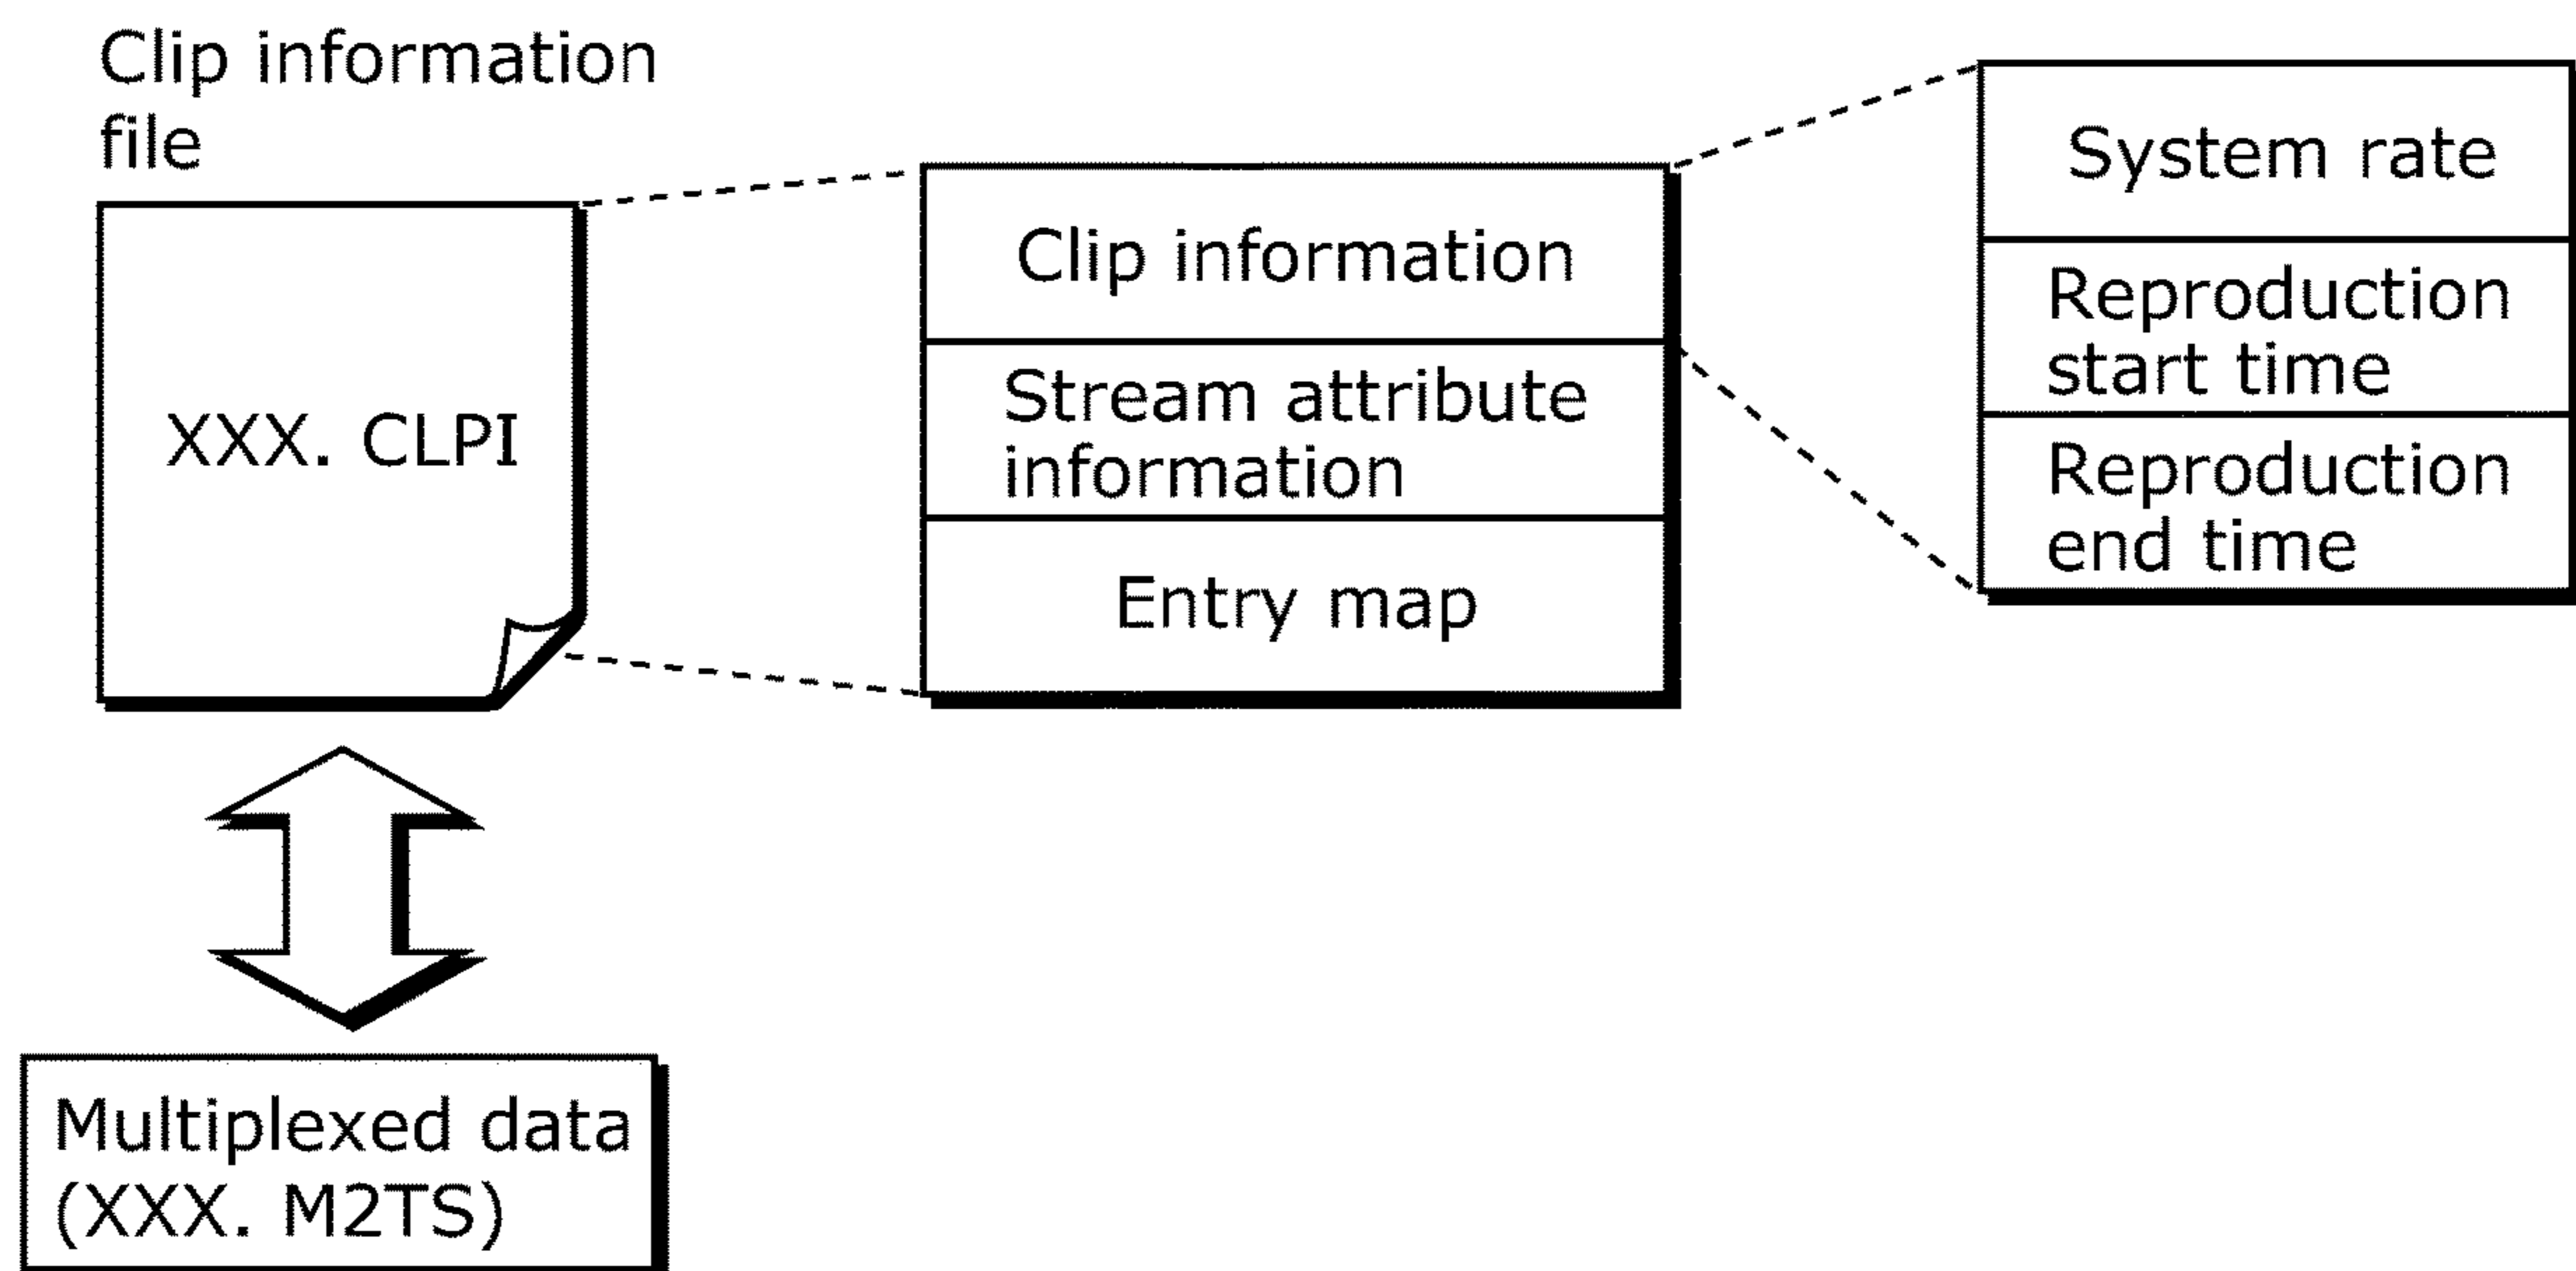 Clip information
file
XXX. CLPI
Clip information
Stream attribute
information
Entry map
System rate
Reproduction
start time
Reproduction
end time
Multiplexed data
(XXX. M2TS)